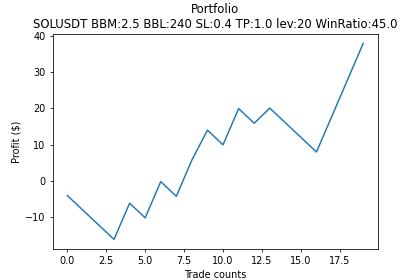 Portfolio
SOLUSDT BBM:2.5 BBL:240 SL:0.4 TP:1.0 lev:20 WinRatio:45.0
40
30
20
10
0
−10
Profit ($)
0.0 2.5 5.0 7.5 10.0 12.5 15.0 17.5
Trade counts